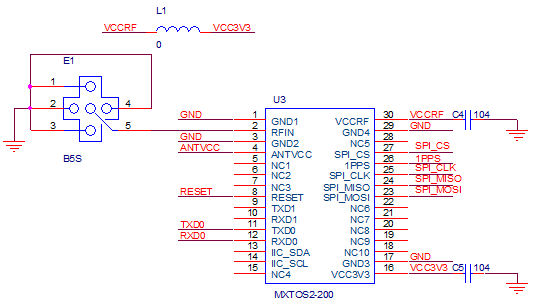 L1
VCCRF VCC3V3
0
E1
1
2 4
3 5
B5S
U3
GND 1 GND1 VCCRF 30 VCCRF C4 104
2 RFIN GND4 29 GND
GND 3 GND2 NC5 28
ANTVCC 4 ANTVCC SPI_CS 27 SPI_CS
5 NC1 1PPS 26 1PPS
6 NC2 SPI_CLK 25 SPI_CLK
7 NC3 SPI_MISO 24 SPI_MISO
RESET 8 RESET SPI_MOSI 23 SPI_MOSI
9 TXD1 NC6 22
10 RXD1 NC7 21
TXD0 11 TXD0 NC8 20
RXD0 12 RXD0 NC9 19
13 IIC_SDA NC10 18
14 IIC_SCL GND3 17 GND
15 NC4 VCC3V3 16 VCC3V3 C5 104
MXTOS2-200